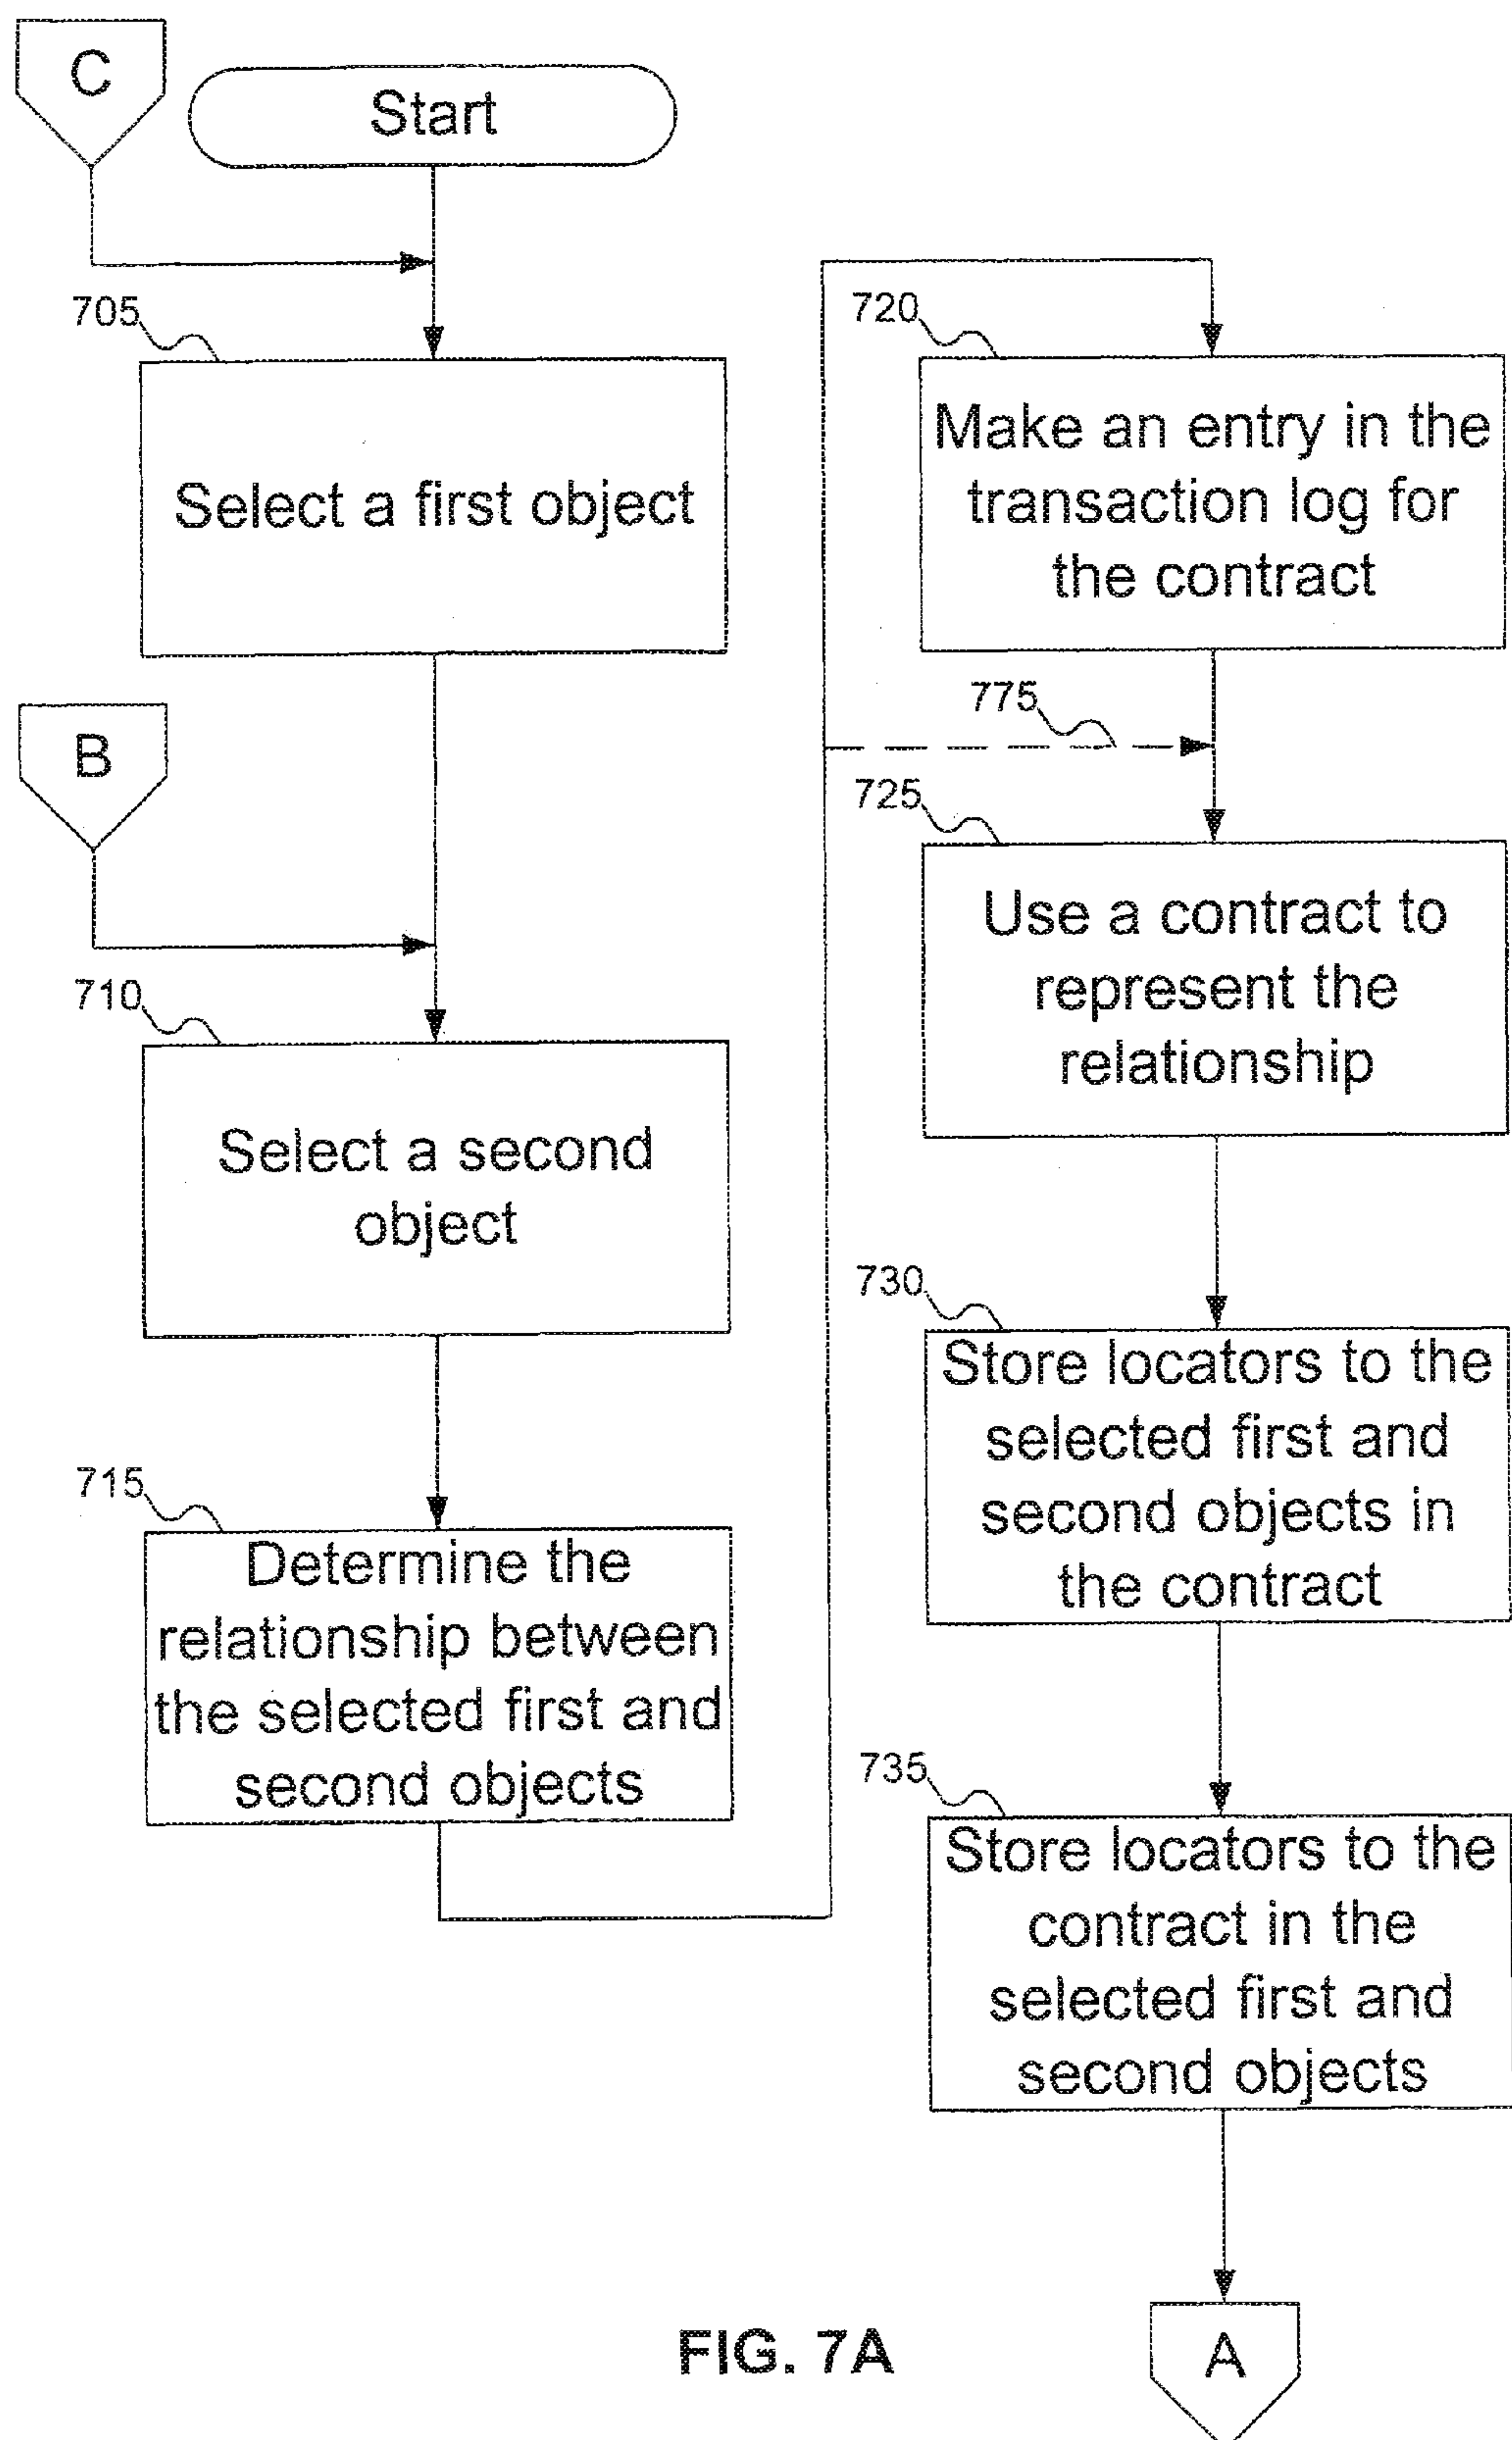 C
Start
705
Select a first object
B
710
Select a second
object
715
Determine the
relationship between
the selected first and
second objects
720
Make an entry in the
transaction log for
the contract
775
725
Use a contract to
represent the
relationship
730
Store locators to the
selected first and
second objects in
the contract
735
Store locators to the
contract in the
selected first and
second objects
A
FIG. 7A